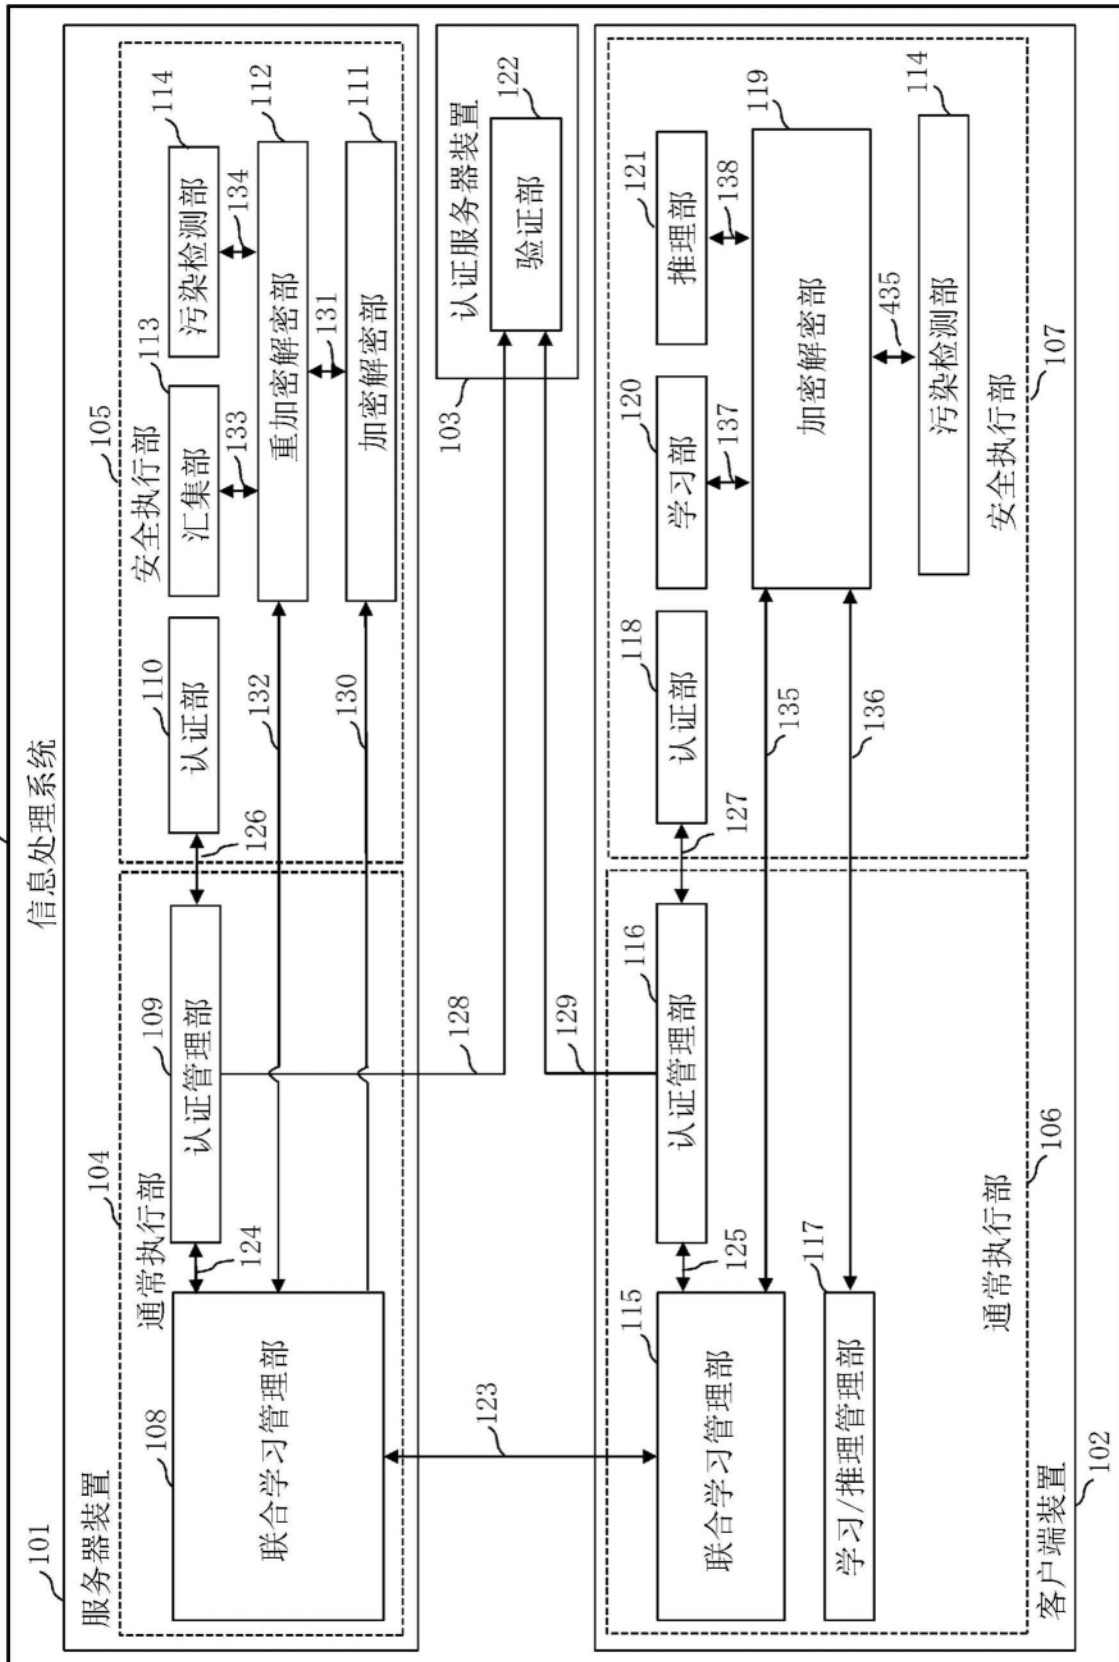 信息处理系统
101
服务器装置
104
通常执行部
108
联合学习管理部
124
109
认证管理部
126
105
安全执行部
110
认证部
113
汇集部
114
污染检测部
133
134
112
重加密解密部
131
111
加密解密部
132
130
128
103
认证服务器装置
122
验证部
123
129
115
联合学习管理部
125
116
认证管理部
127
118
认证部
120
学习部
121
推理部
137
138
119
加密解密部
135
136
435
114
污染检测部
117
学习/推理管理部
通常执行部
106
安全执行部
107
客户端装置
102